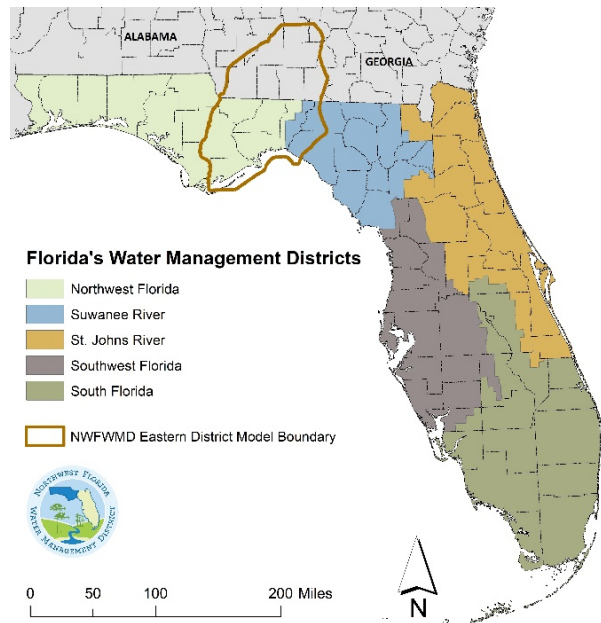 ALABAMA
GEORGIA
Florida's Water Management Districts
Northwest Florida
Suwanee River
St. Johns River
Southwest Florida
South Florida
NWFWMD Eastern District Model Boundary
NORTHWEST FLORIDA
WATER MANAGEMENT DISTRICT
0 50 100 200 Miles
N